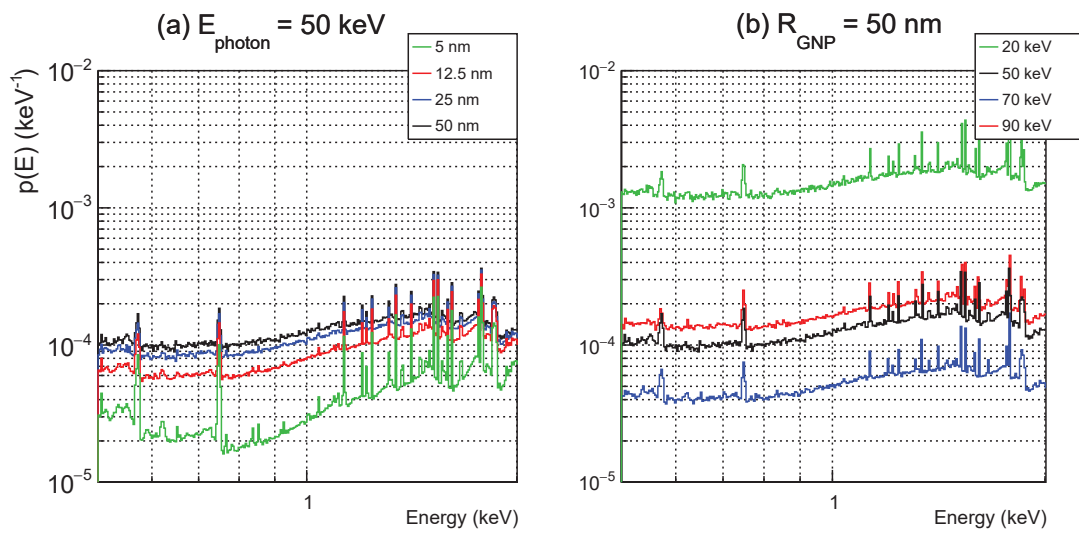 (a) E_photon = 50 keV
5 nm
12.5 nm
25 nm
50 nm
p(E) (keV⁻¹)
10⁻²
10⁻³
10⁻⁴
10⁻⁵
1
Energy (keV)
(b) R_GNP = 50 nm
20 keV
50 keV
70 keV
90 keV
10⁻²
10⁻³
10⁻⁴
10⁻⁵
1
Energy (keV)